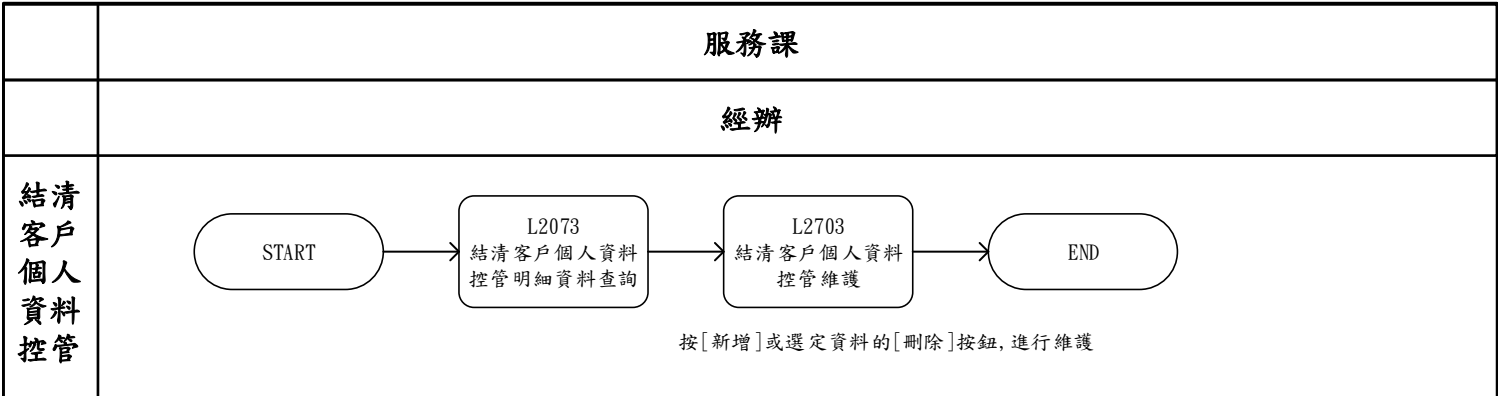 服務課
經辦
結清
客戶
個人
資料
控管
START
L2073
結清客戶個人資料
控管明細資料查詢
L2703
結清客戶個人資料
控管維護
END
按[新增]或選定資料的[刪除]按鈕,進行維護